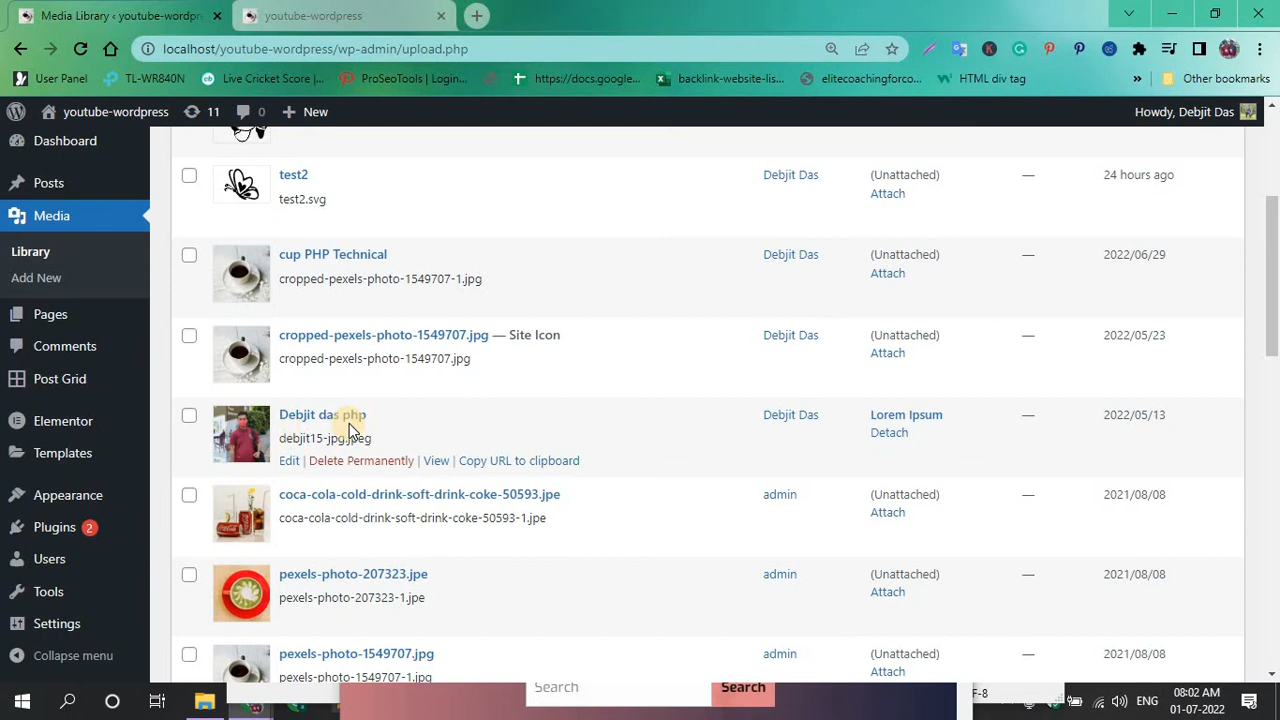 Media Library ‹ youtube-wordpress
youtube-wordpress
localhost/youtube-wordpress/wp-admin/upload.php
User Panel
TL-WR840N
Live Cricket Score |...
ProSeoTools | Login...
https://docs.google...
backlink-website-lis...
elitecoachingforco...
HTML div tag
»
Other bookmarks
youtube-wordpress
11
0
New
Howdy, Debjit Das
Dashboard
Posts
Media
Library
Add New
Pages
Comments
Post Grid
Elementor
Templates
Appearance
Plugins 2
Users
Tools
Settings
Collapse menu
test2
test2.svg
Debjit Das
(Unattached)
Attach
—
24 hours ago
cup PHP Technical
cropped-pexels-photo-1549707-1.jpg
Debjit Das
(Unattached)
Attach
—
2022/06/29
cropped-pexels-photo-1549707.jpg — Site Icon
cropped-pexels-photo-1549707.jpg
Debjit Das
(Unattached)
Attach
—
2022/05/23
Debjit das php
debjit15-jpg.jpeg
Edit | Delete Permanently | View | Copy URL to clipboard
Debjit Das
Lorem Ipsum
Detach
—
2022/05/13
coca-cola-cold-drink-soft-drink-coke-50593.jpe
coca-cola-cold-drink-soft-drink-coke-50593-1.jpe
admin
(Unattached)
Attach
—
2021/08/08
pexels-photo-207323.jpe
pexels-photo-207323-1.jpe
admin
(Unattached)
Attach
—
2021/08/08
pexels-photo-1549707.jpg
pexels-photo-1549707-1.jpg
admin
(Unattached)
Attach
—
2021/08/08
Search
Search
F-8
ENG
08:02 AM
01-07-2022